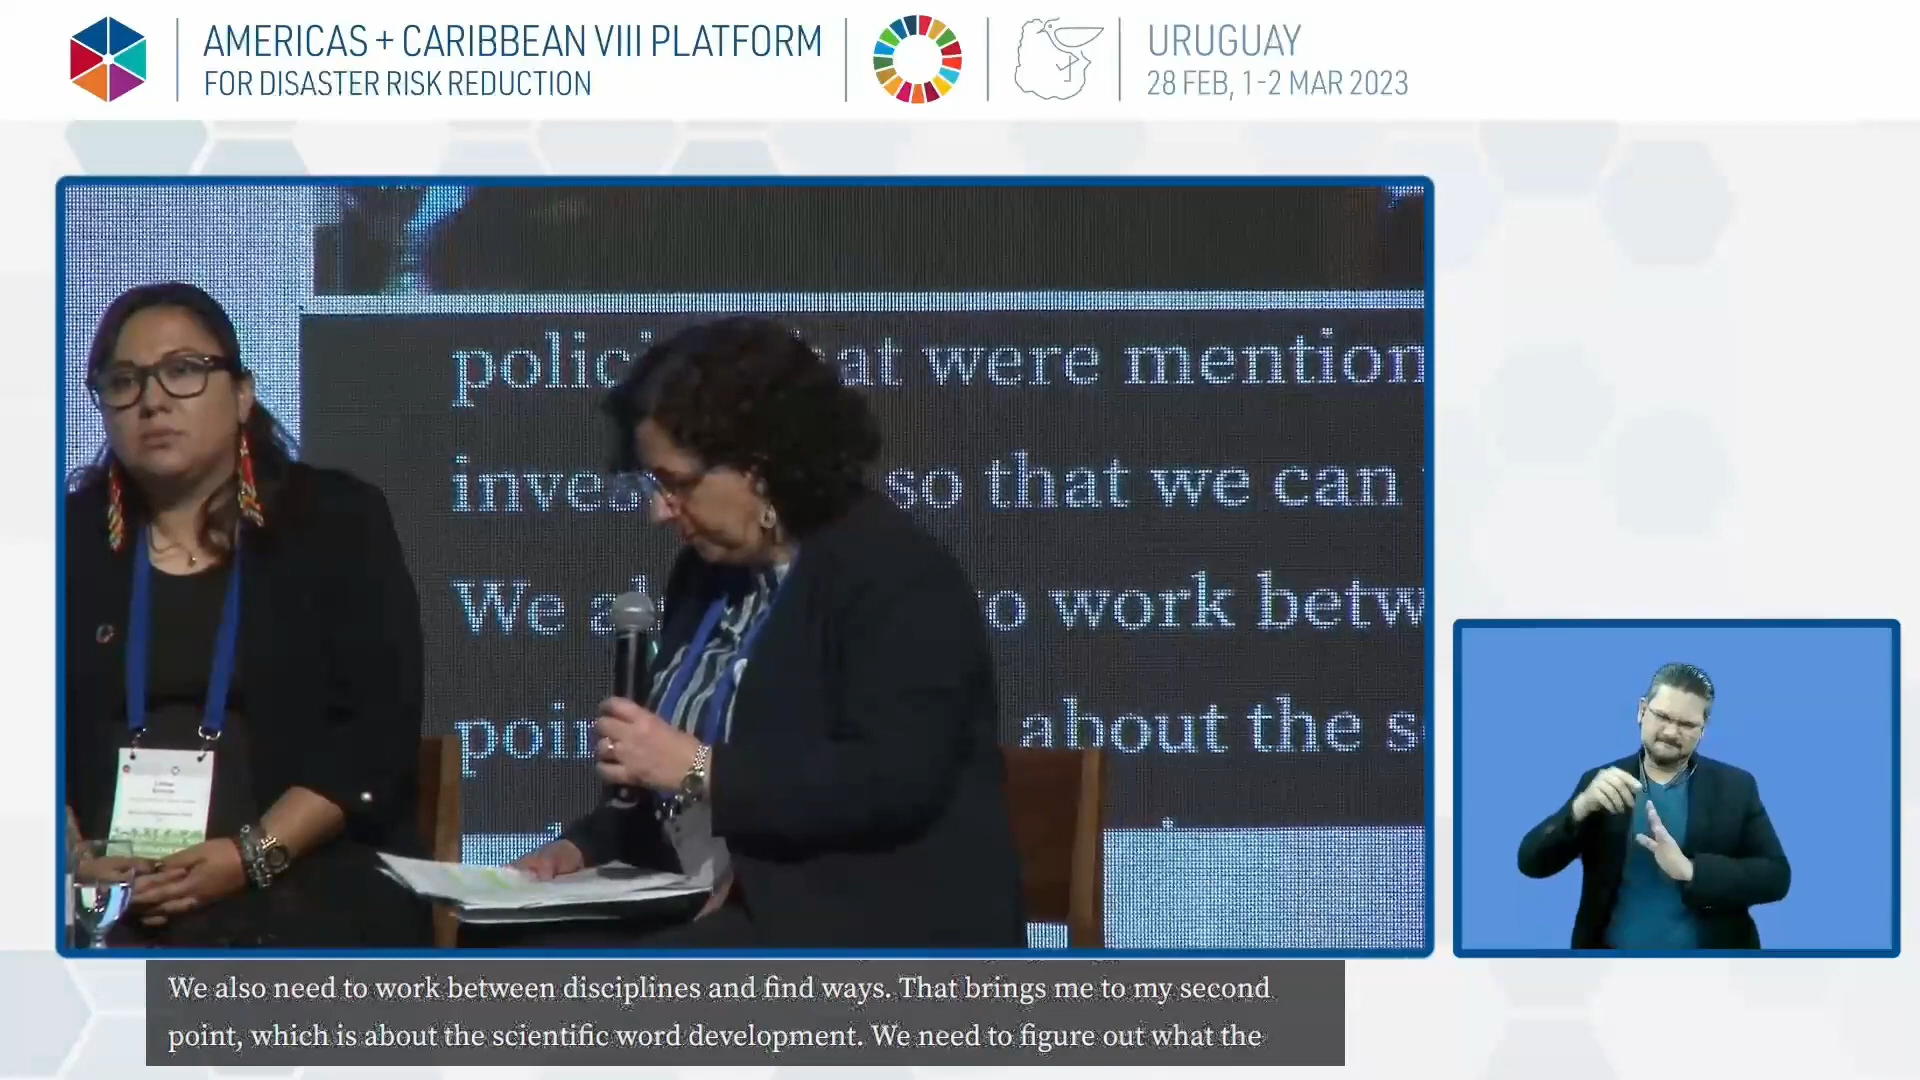 AMERICAS + CARIBBEAN VIII PLATFORM
FOR DISASTER RISK REDUCTION
URUGUAY
28 FEB, 1-2 MAR 2023
that were mention
so that we can
We
work betw
about the s
We also need to work between disciplines and find ways. That brings me to my second
point, which is about the scientific word development. We need to figure out what the